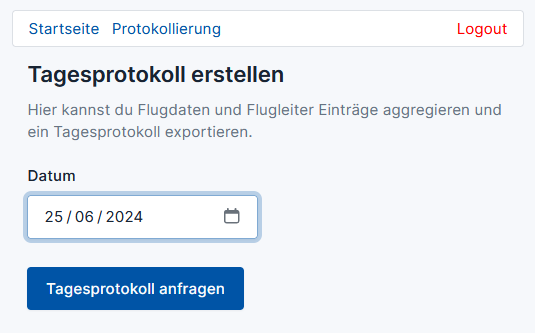 Startseite Protokollierung Logout
Tagesprotokoll erstellen
Hier kannst du Flugdaten und Flugleiter Einträge aggregieren und
ein Tagesprotokoll exportieren.
Datum
25 / 06 / 2024
Tagesprotokoll anfragen